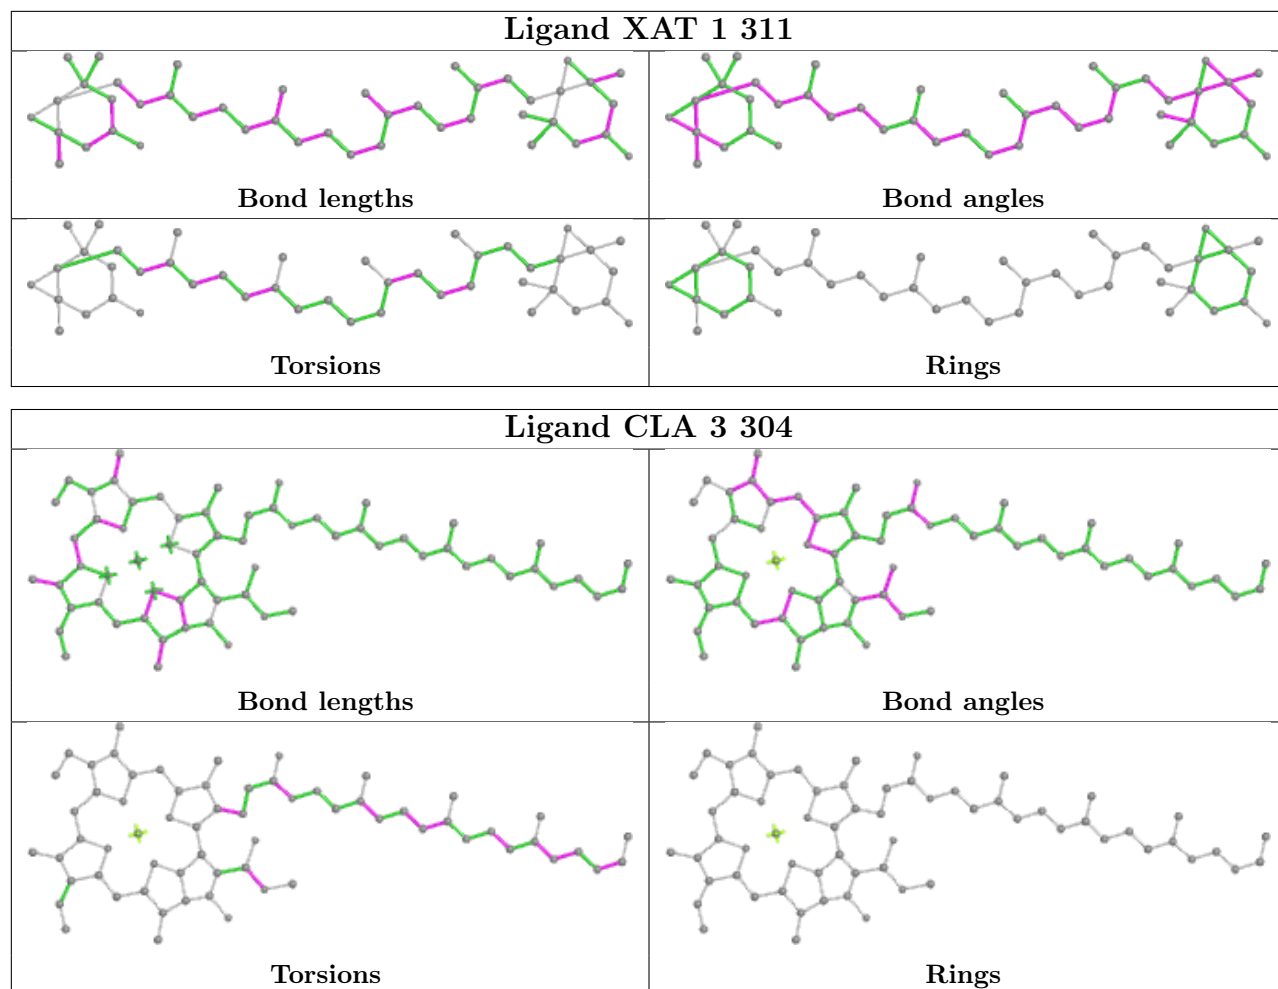 Ligand XAT 1 311
Bond lengths
Bond angles
Torsions
Rings
Ligand CLA 3 304
Bond lengths
Bond angles
Torsions
Rings